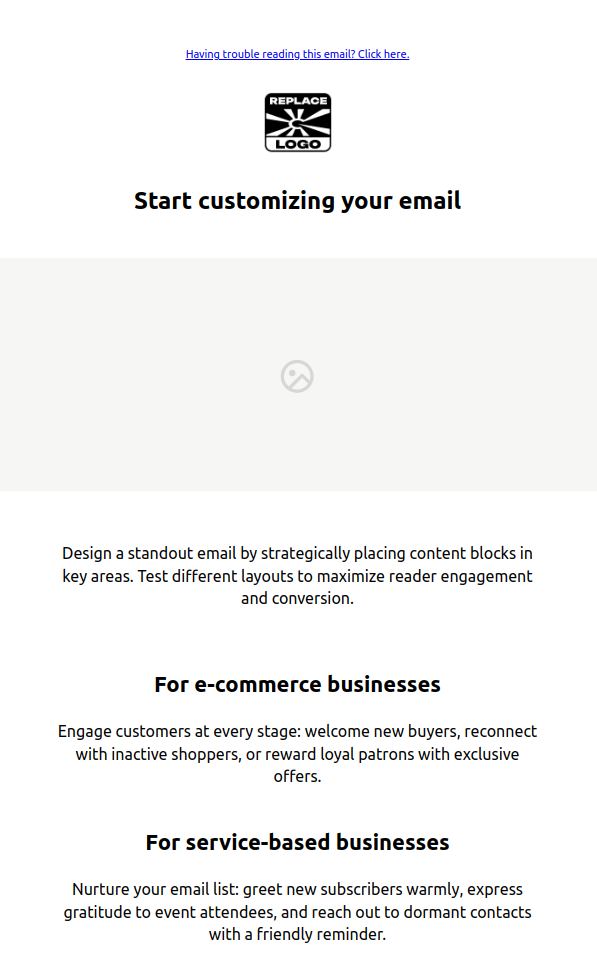 Having trouble reading this email? Click here.
REPLACE
LOGO
Start customizing your email
Design a standout email by strategically placing content blocks in
key areas. Test different layouts to maximize reader engagement
and conversion.
For e-commerce businesses
Engage customers at every stage: welcome new buyers, reconnect
with inactive shoppers, or reward loyal patrons with exclusive
offers.
For service-based businesses
Nurture your email list: greet new subscribers warmly, express
gratitude to event attendees, and reach out to dormant contacts
with a friendly reminder.